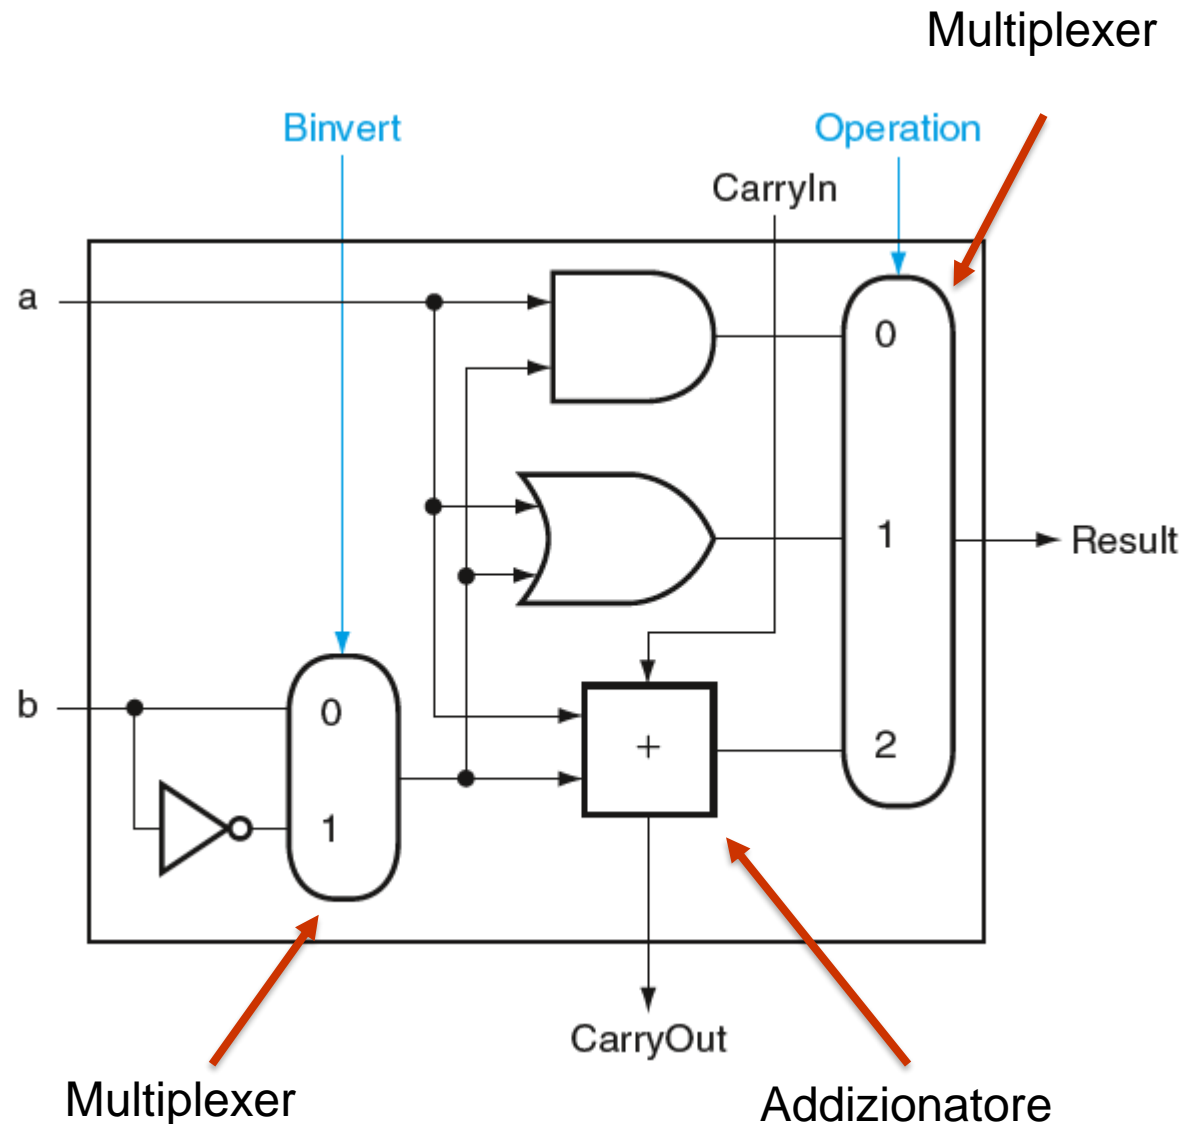 Multiplexer
Binvert
Operation
CarryIn
a
0
1
Result
b
0
+
2
1
CarryOut
Multiplexer
Addizionatore